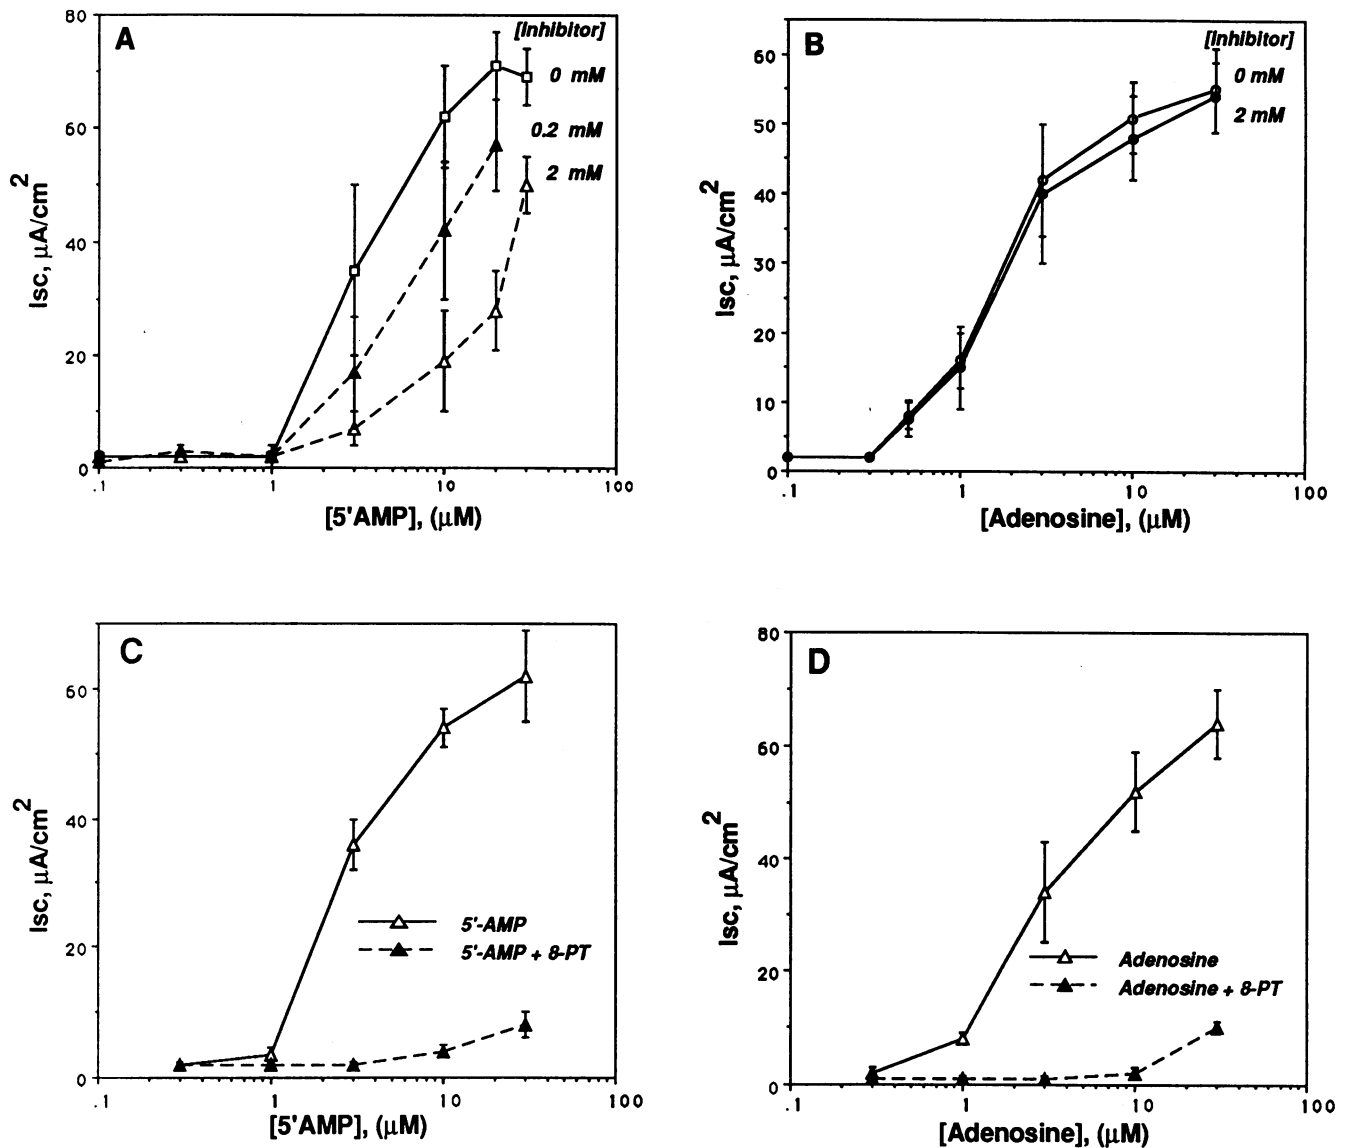 A
[Inhibitor]
0 mM
0.2 mM
2 mM
80
60
40
20
0
Isc, µA/cm2
.1
1
10
100
[5'AMP], (µM)
B
[Inhibitor]
0 mM
2 mM
60
50
40
30
20
10
0
Isc, µA/cm2
.1
1
10
100
[Adenosine], (µM)
C
60
40
20
0
Isc, µA/cm2
5'-AMP
5'-AMP + 8-PT
.1
1
10
100
[5'AMP], (µM)
D
80
60
40
20
0
Isc, µA/cm2
Adenosine
Adenosine + 8-PT
.1
1
10
100
[Adenosine], (µM)